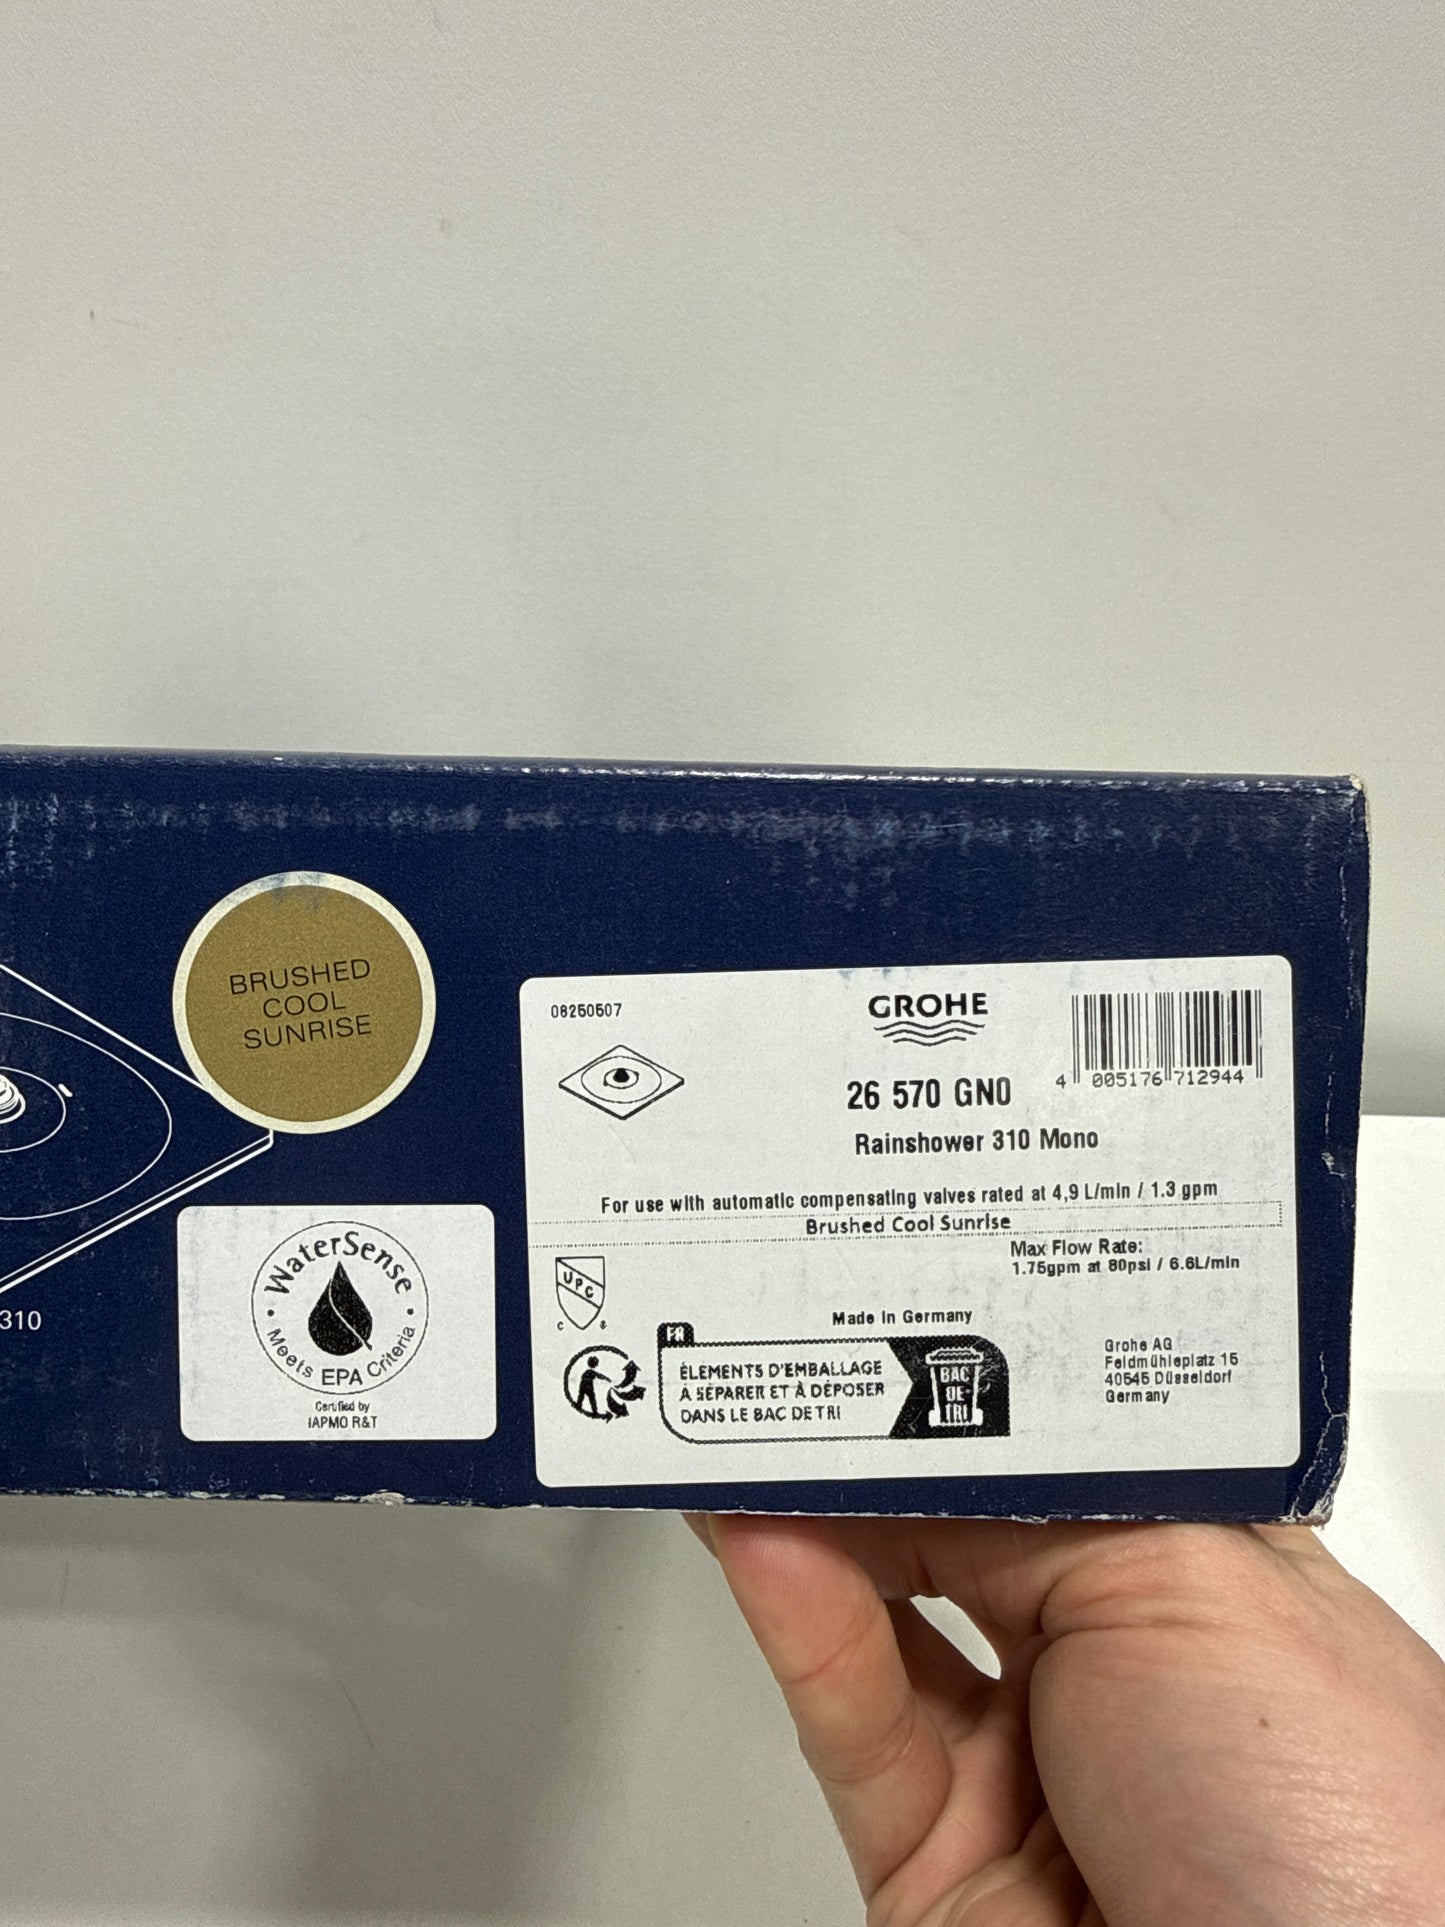 BRUSHED
COOL
SUNRISE
310
WaterSense
Meets EPA Criteria
Certified by
IAPMO R&T
08250507
GROHE
4 005176 712944
26 570 GN0
Rainshower 310 Mono
For use with automatic compensating valves rated at 4,9 L/min / 1.3 gpm
Brushed Cool Sunrise
Max Flow Rate:
1.75gpm at 80psi / 6.6L/min
UPC
C
Made in Germany
FR
ÉLÉMENTS D'EMBALLAGE
À SÉPARER ET À DÉPOSER
DANS LE BAC DE TRI
BAC
DE
TRI
Grohe AG
Feldmühleplatz 15
40545 Düsseldorf
Germany